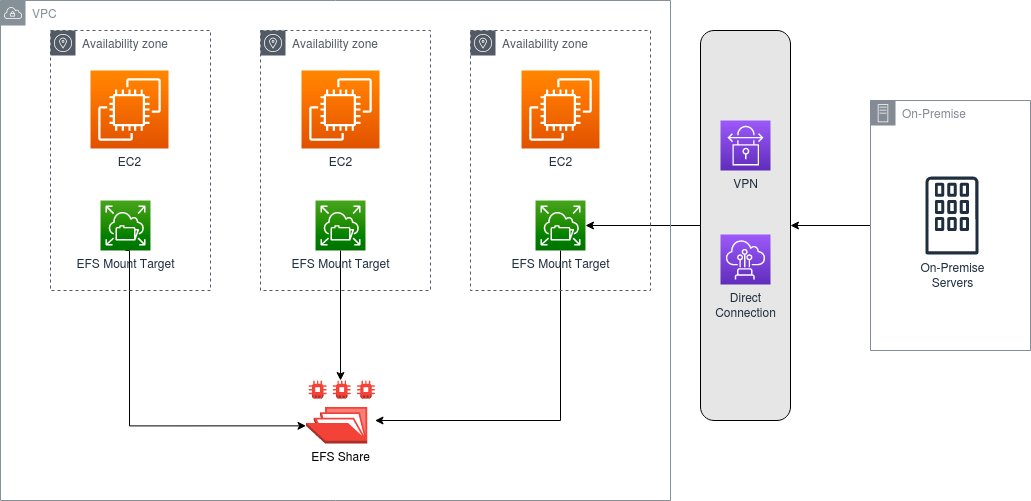 VPC
Availability zone
Availability zone
Availability zone
On-Premise
EC2
EC2
EC2
VPN
EFS Mount Target
EFS Mount Target
EFS Mount Target
On-Premise
Servers
Direct
Connection
EFS Share